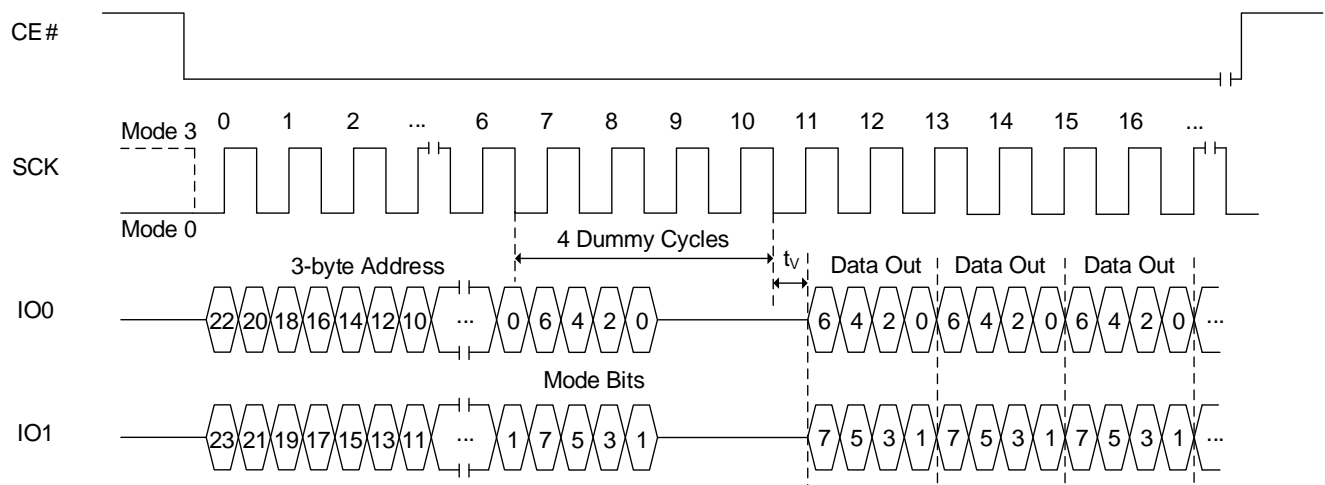 CE#
0 1 2 ... 6 7 8 9 10 11 12 13 14 15 16 ...
Mode 3
SCK
Mode 0
4 Dummy Cycles
tV
3-byte Address
Data Out Data Out Data Out
IO0
22 20 18 16 14 12 10 ... 0 6 4 2 0 6 4 2 0 6 4 2 0 6 4 2 0 ...
Mode Bits
IO1
23 21 19 17 15 13 11 ... 1 7 5 3 1 7 5 3 1 7 5 3 1 7 5 3 1 ...